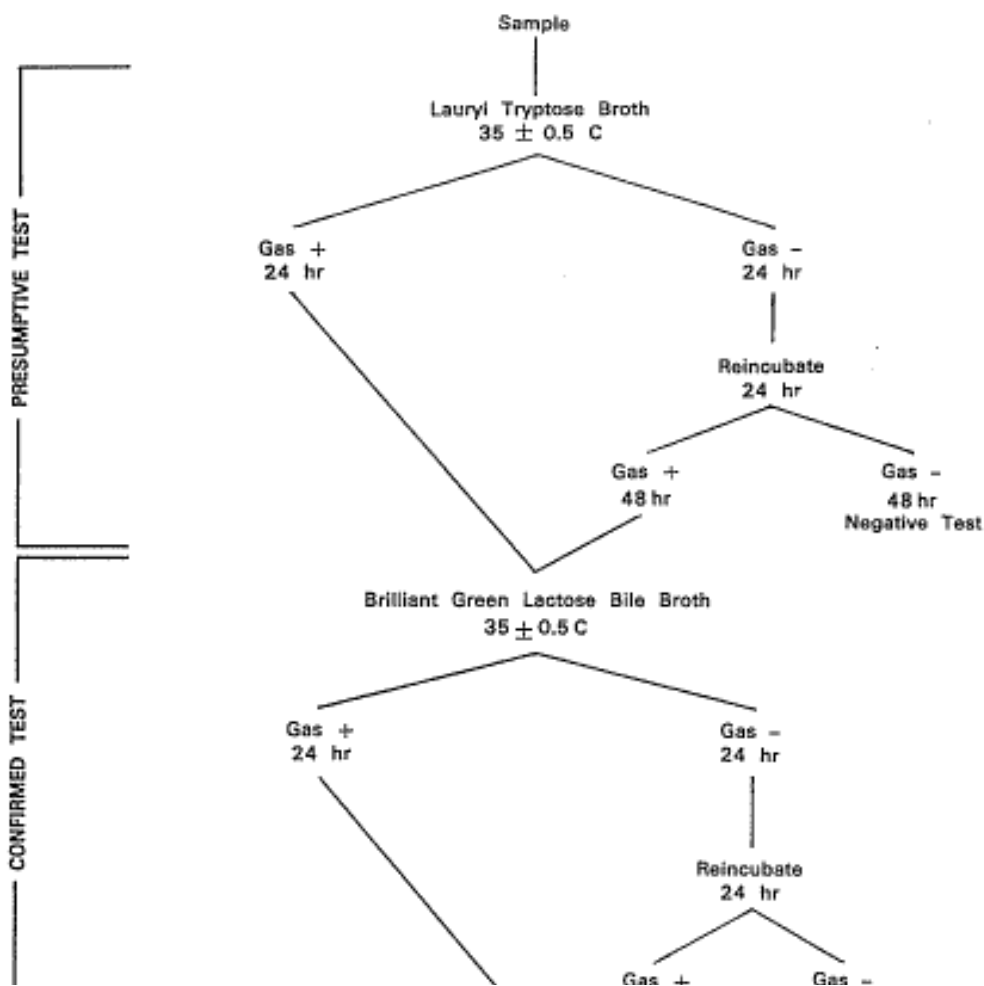 Sample
Lauryl Tryptose Broth
35 ± 0.5 C
PRESUMPTIVE TEST
Gas +
24 hr
Gas -
24 hr
Reincubate
24 hr
Gas +
48 hr
Gas -
48 hr
Negative Test
Brilliant Green Lactose Bile Broth
35 ± 0.5 C
CONFIRMED TEST
Gas +
24 hr
Gas -
24 hr
Reincubate
24 hr
Gas +
Gas -